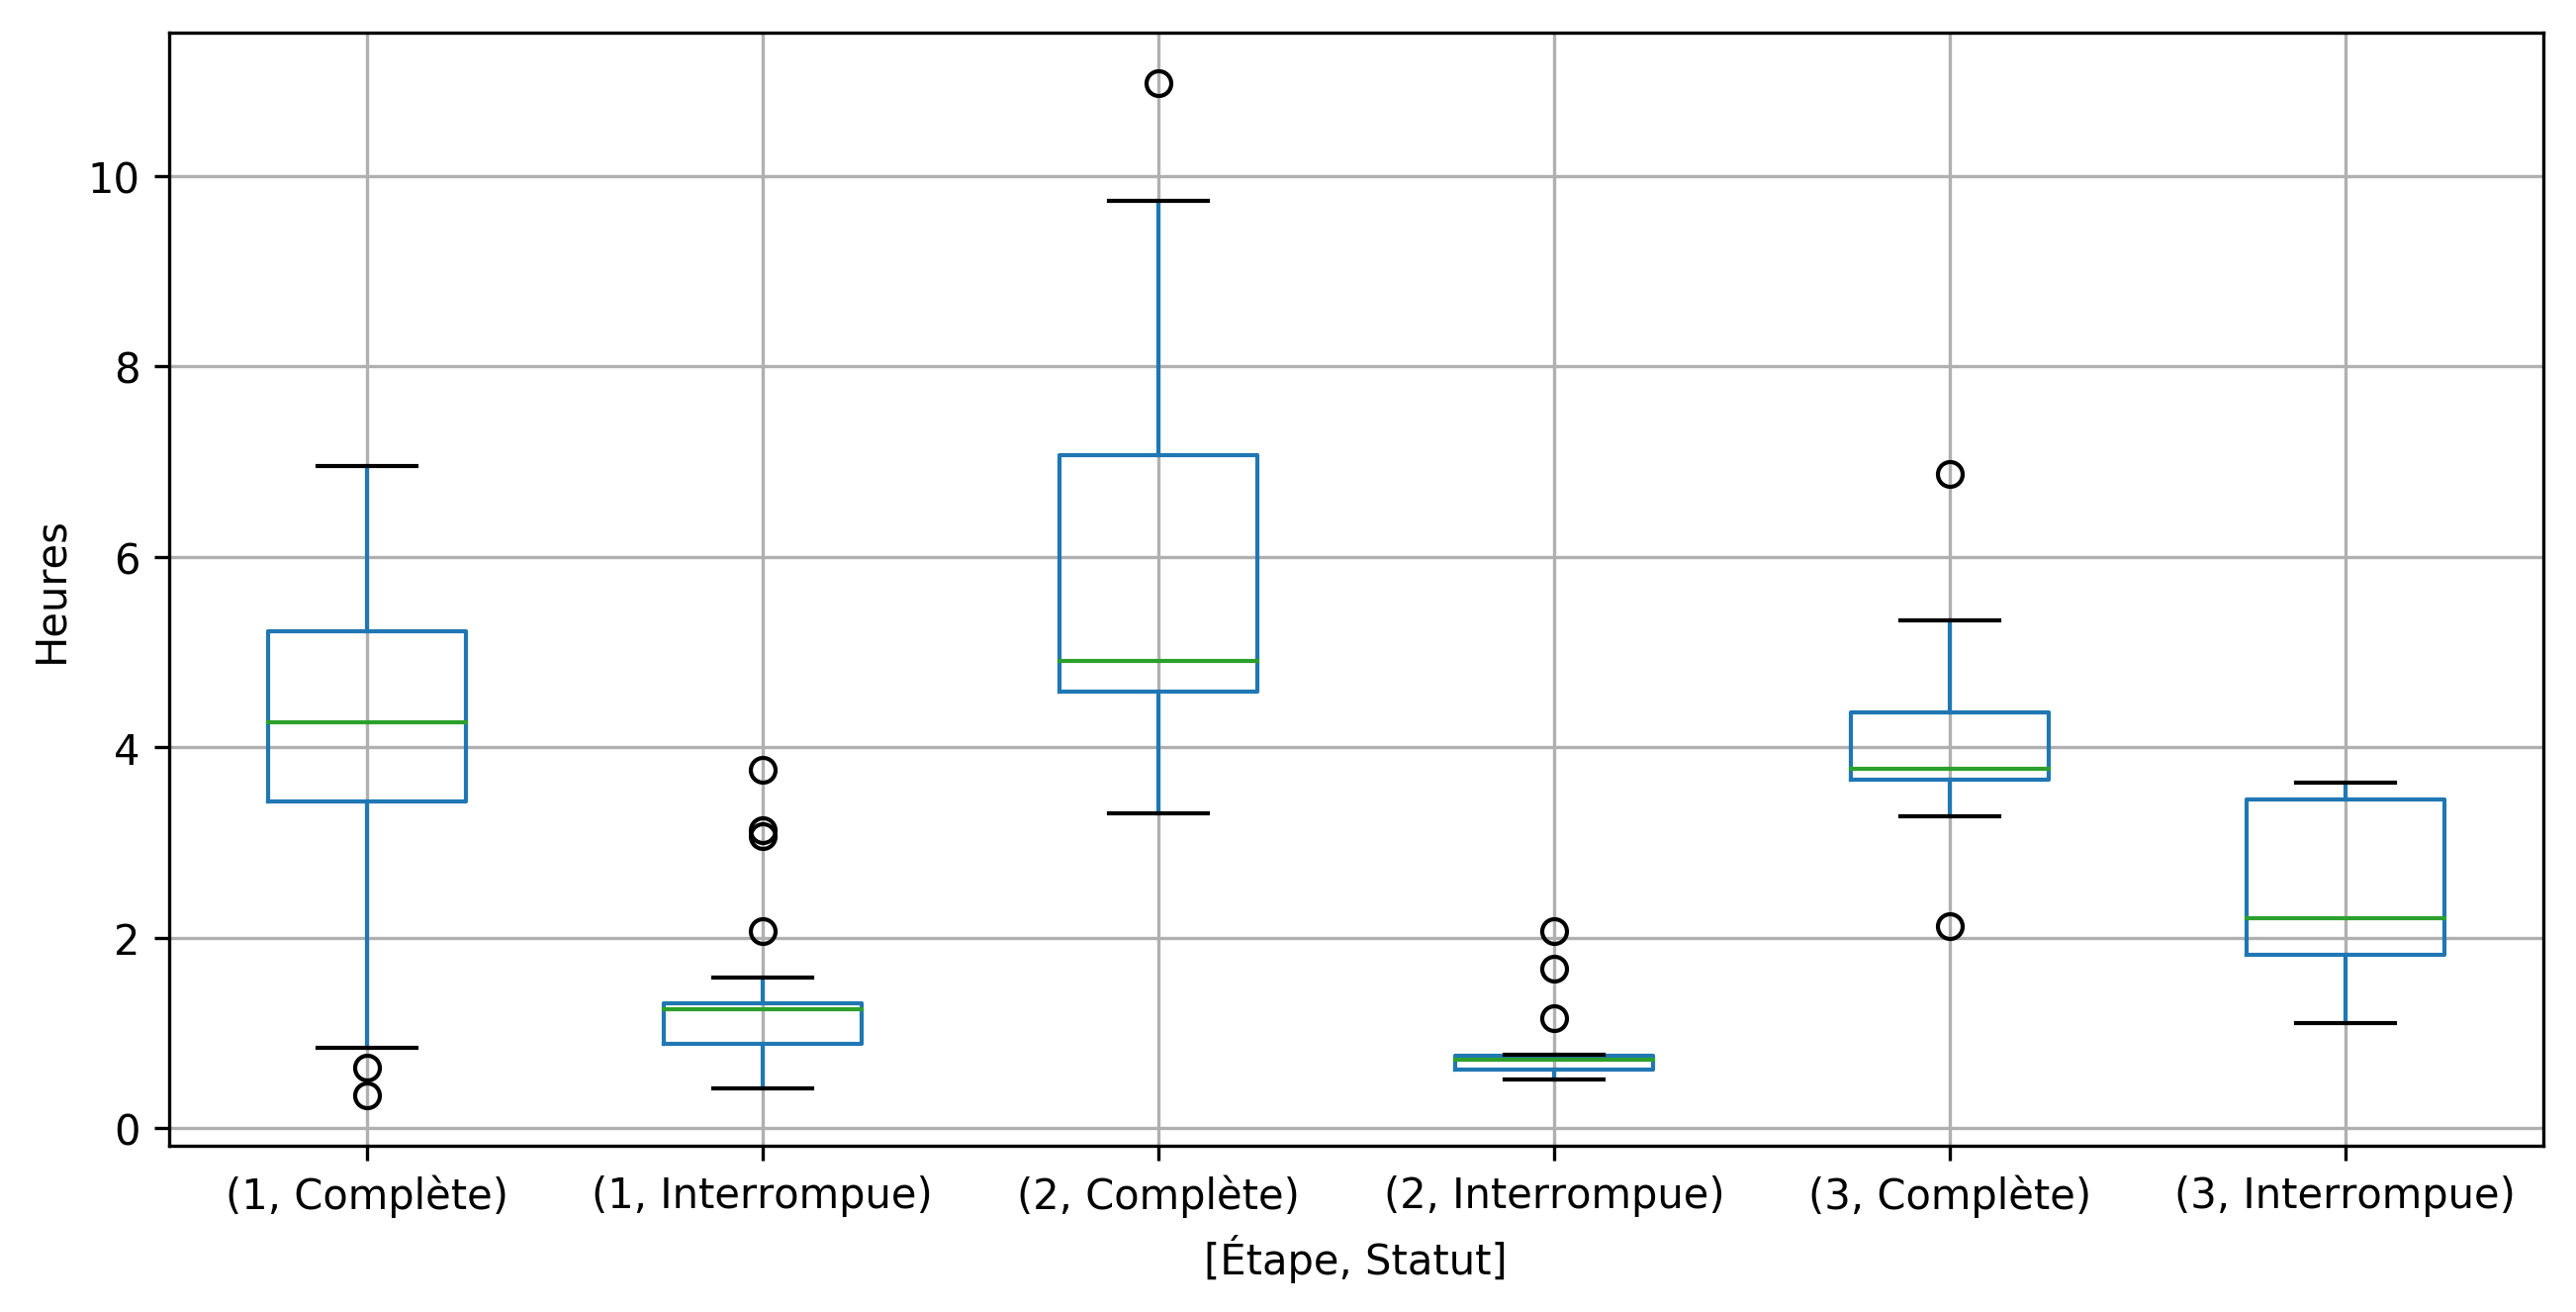 10
8
6
4
2
0
Heures
(1, Complète) (1, Interrompue) (2, Complète) (2, Interrompue) (3, Complète) (3, Interrompue)
[Étape, Statut]